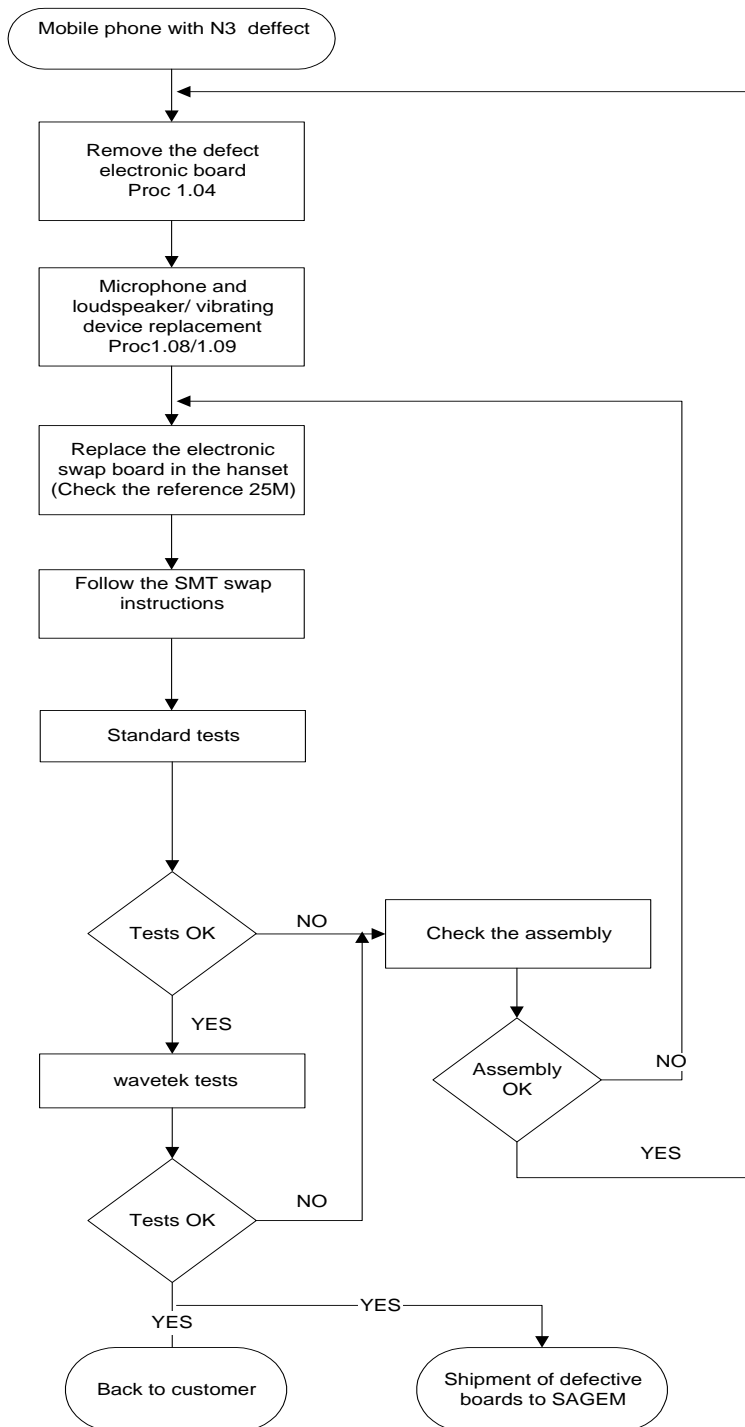 Mobile phone with N3 deffect
Remove the defect
electronic board
Proc 1.04
Microphone and
loudspeaker/ vibrating
device replacement
Proc1.08/1.09
Replace the electronic
swap board in the hanset
(Check the reference 25M)
Follow the SMT swap
instructions
Standard tests
Tests OK
NO
Check the assembly
YES
Assembly
OK
NO
wavetek tests
YES
Tests OK
NO
YES
YES
Back to customer
Shipment of defective
boards to SAGEM